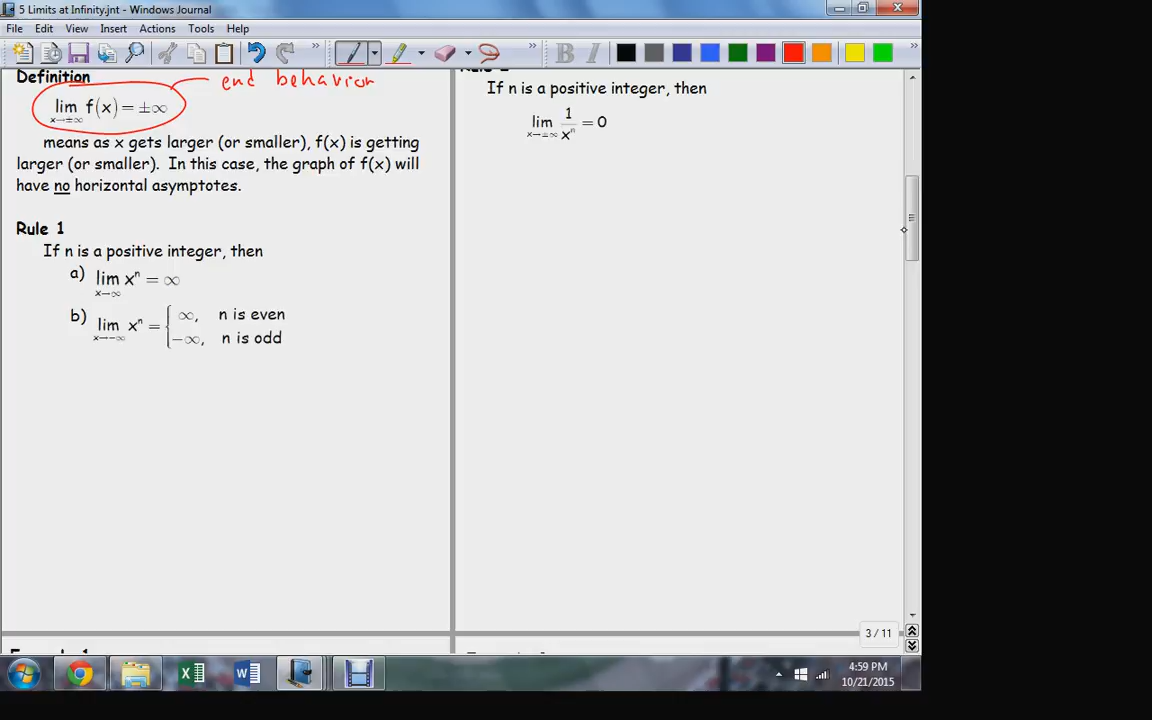 5 Limits at Infinity.jnt - Windows Journal
File Edit View Insert Actions Tools Help
Definition
end behavior
lim f(x) = ±∞
x→±∞
means as x gets larger (or smaller), f(x) is getting
larger (or smaller). In this case, the graph of f(x) will
have no horizontal asymptotes.
Rule 1
If n is a positive integer, then
a) lim xⁿ = ∞
x→∞
b) lim xⁿ = { ∞, n is even
x→-∞
-∞, n is odd
If n is a positive integer, then
lim 1/xⁿ = 0
x→±∞
3 / 11
4:59 PM
10/21/2015